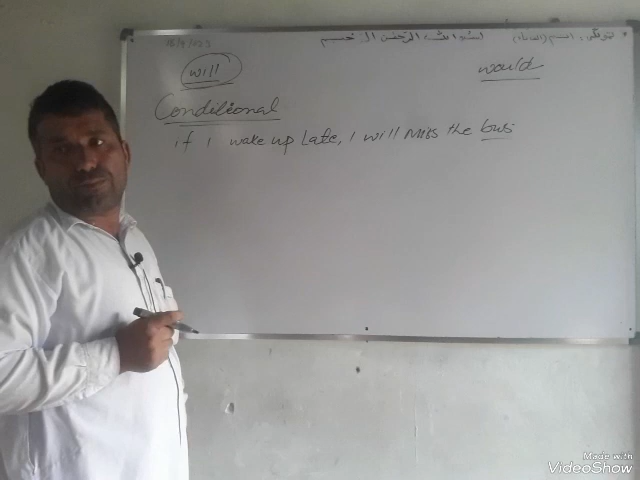 بسم الله الرحمن الرحیم
will
would
Conditional
if I wake up Late, I will Miss the bus
Made with
VideoShow